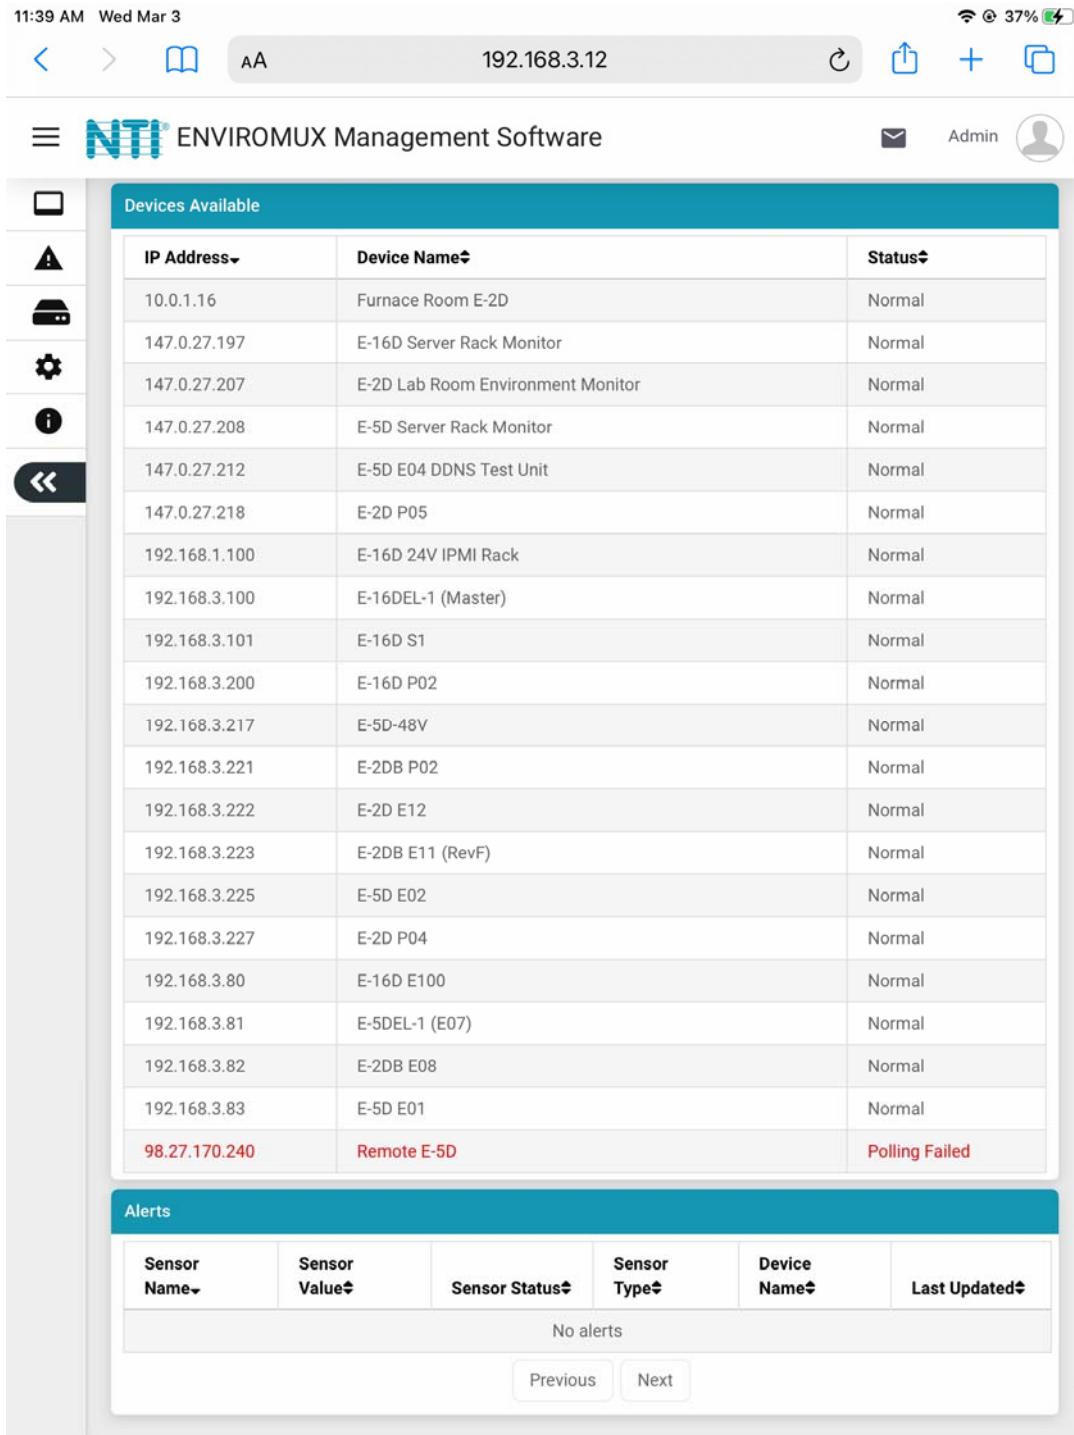 11:39 AM Wed Mar 3 37%
AA 192.168.3.12
NTI® ENVIROMUX Management Software Admin
Devices Available
IP Address Device Name Status
10.0.1.16 Furnace Room E-2D Normal
147.0.27.197 E-16D Server Rack Monitor Normal
147.0.27.207 E-2D Lab Room Environment Monitor Normal
147.0.27.208 E-5D Server Rack Monitor Normal
147.0.27.212 E-5D E04 DDNS Test Unit Normal
147.0.27.218 E-2D P05 Normal
192.168.1.100 E-16D 24V IPMI Rack Normal
192.168.3.100 E-16DEL-1 (Master) Normal
192.168.3.101 E-16D S1 Normal
192.168.3.200 E-16D P02 Normal
192.168.3.217 E-5D-48V Normal
192.168.3.221 E-2DB P02 Normal
192.168.3.222 E-2D E12 Normal
192.168.3.223 E-2DB E11 (RevF) Normal
192.168.3.225 E-5D E02 Normal
192.168.3.227 E-2D P04 Normal
192.168.3.80 E-16D E100 Normal
192.168.3.81 E-5DEL-1 (E07) Normal
192.168.3.82 E-2DB E08 Normal
192.168.3.83 E-5D E01 Normal
98.27.170.240 Remote E-5D Polling Failed
Alerts
Sensor Name Sensor Value Sensor Status Sensor Type Device Name Last Updated
No alerts
Previous Next